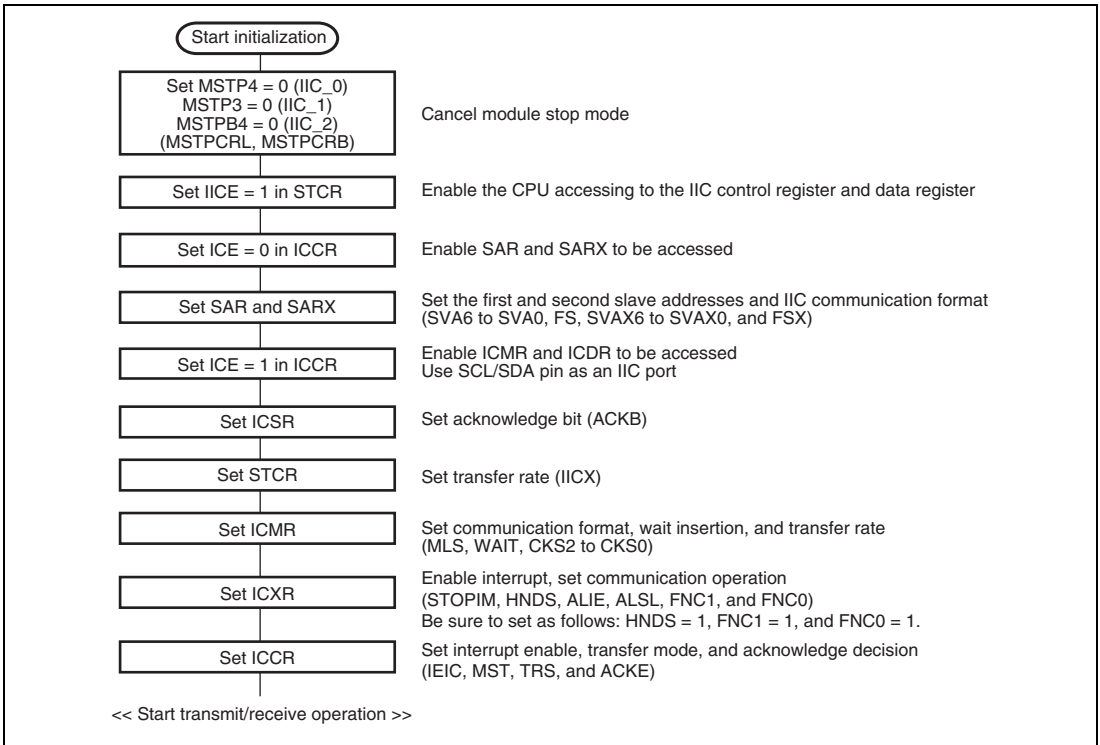 Start initialization
Set MSTP4 = 0 (IIC_0)
MSTP3 = 0 (IIC_1)
MSTPB4 = 0 (IIC_2)
(MSTPCRL, MSTPCRB)
Cancel module stop mode
Set IICE = 1 in STCR
Enable the CPU accessing to the IIC control register and data register
Set ICE = 0 in ICCR
Enable SAR and SARX to be accessed
Set SAR and SARX
Set the first and second slave addresses and IIC communication format
(SVA6 to SVA0, FS, SVAX6 to SVAX0, and FSX)
Set ICE = 1 in ICCR
Enable ICMR and ICDR to be accessed
Use SCL/SDA pin as an IIC port
Set ICSR
Set acknowledge bit (ACKB)
Set STCR
Set transfer rate (IICX)
Set ICMR
Set communication format, wait insertion, and transfer rate
(MLS, WAIT, CKS2 to CKS0)
Set ICXR
Enable interrupt, set communication operation
(STOPIM, HNDS, ALIE, ALSL, FNC1, and FNC0)
Be sure to set as follows: HNDS = 1, FNC1 = 1, and FNC0 = 1.
Set ICCR
Set interrupt enable, transfer mode, and acknowledge decision
(IEIC, MST, TRS, and ACKE)
<< Start transmit/receive operation >>